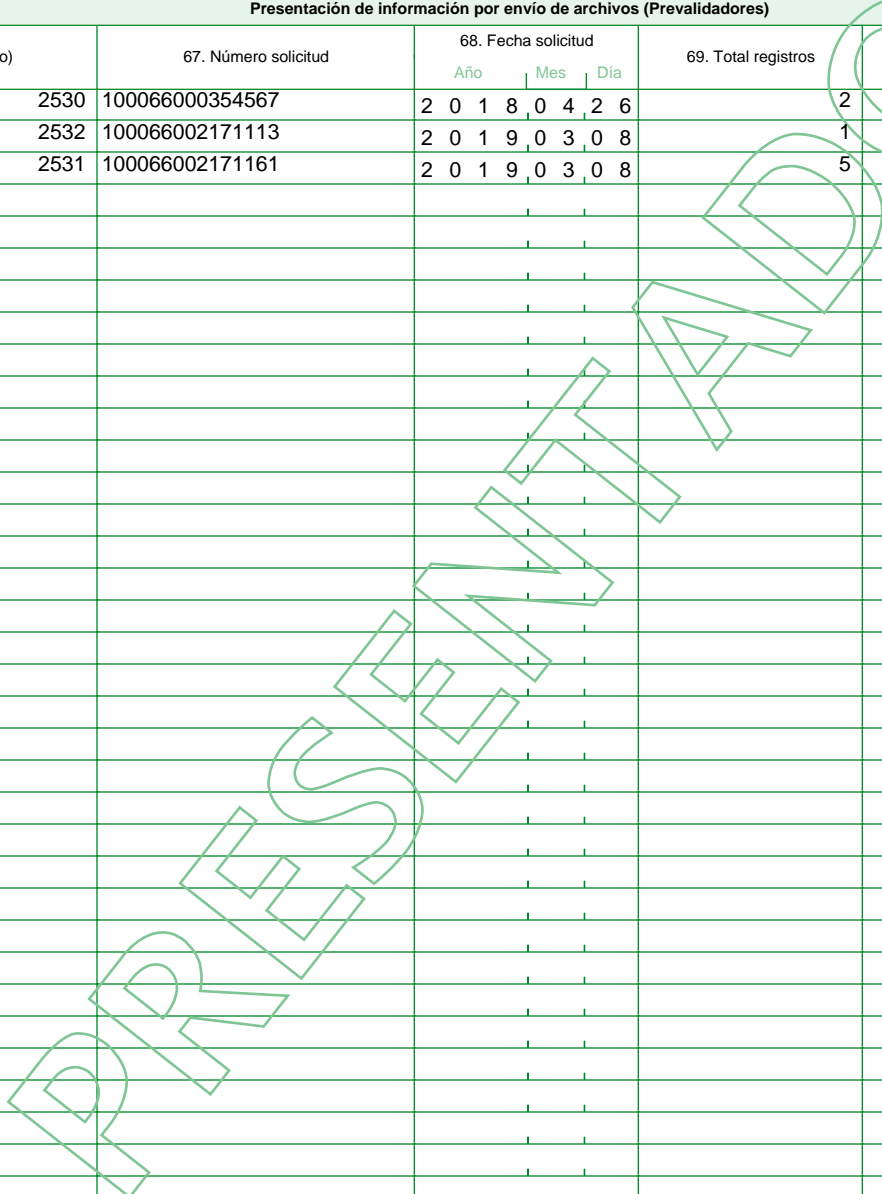 Presentación de información por envío de archivos (Prevalidadores)
o) 67. Número solicitud 68. Fecha solicitud 69. Total registros
Año Mes Día
2530 100066000354567 2 0 1 8 0 4 2 6 2
2532 100066002171113 2 0 1 9 0 3 0 8 1
2531 100066002171161 2 0 1 9 0 3 0 8 5
PRESENTADO